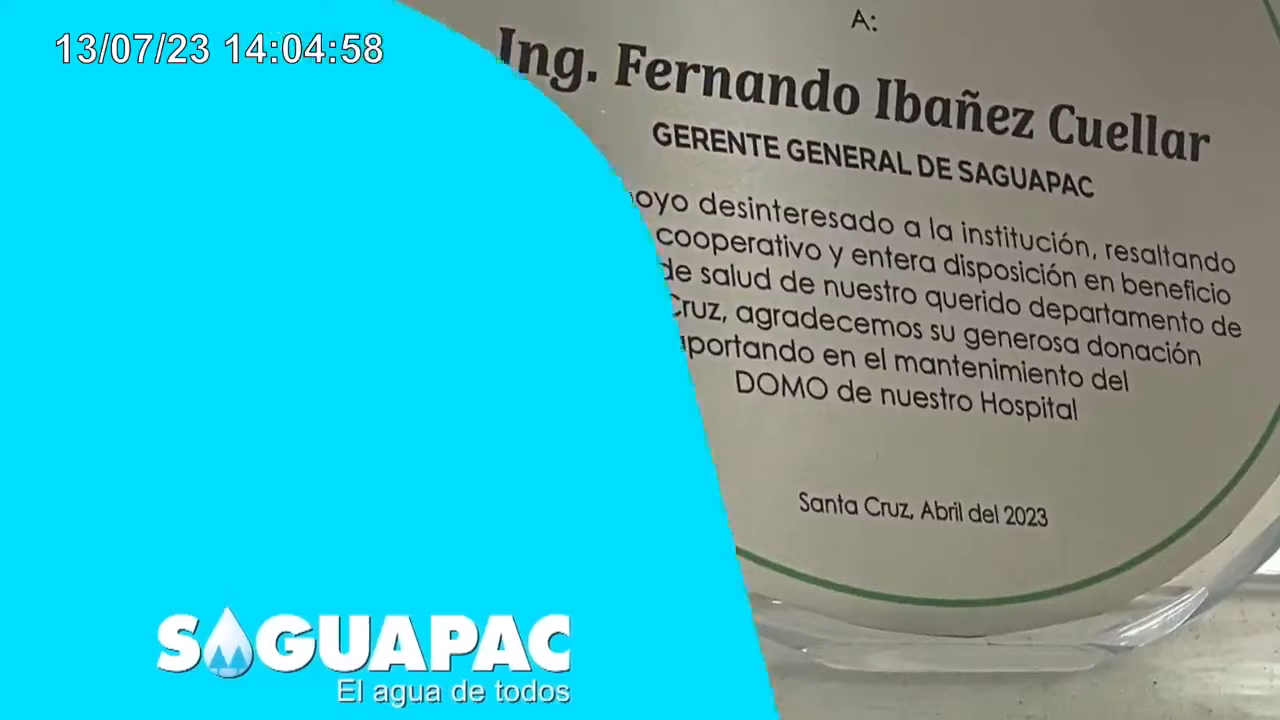 13/07/23 14:04:58
A:
Ing. Fernando Ibañez Cuellar
GERENTE GENERAL DE SAGUAPAC
desinteresado a la institución, resaltando
cooperativo y entera disposición en beneficio
de salud de nuestro querido departamento de
Cruz, agradecemos su generosa donación
aportando en el mantenimiento del
DOMO de nuestro Hospital
Santa Cruz, Abril del 2023
SAGUAPAC
El agua de todos